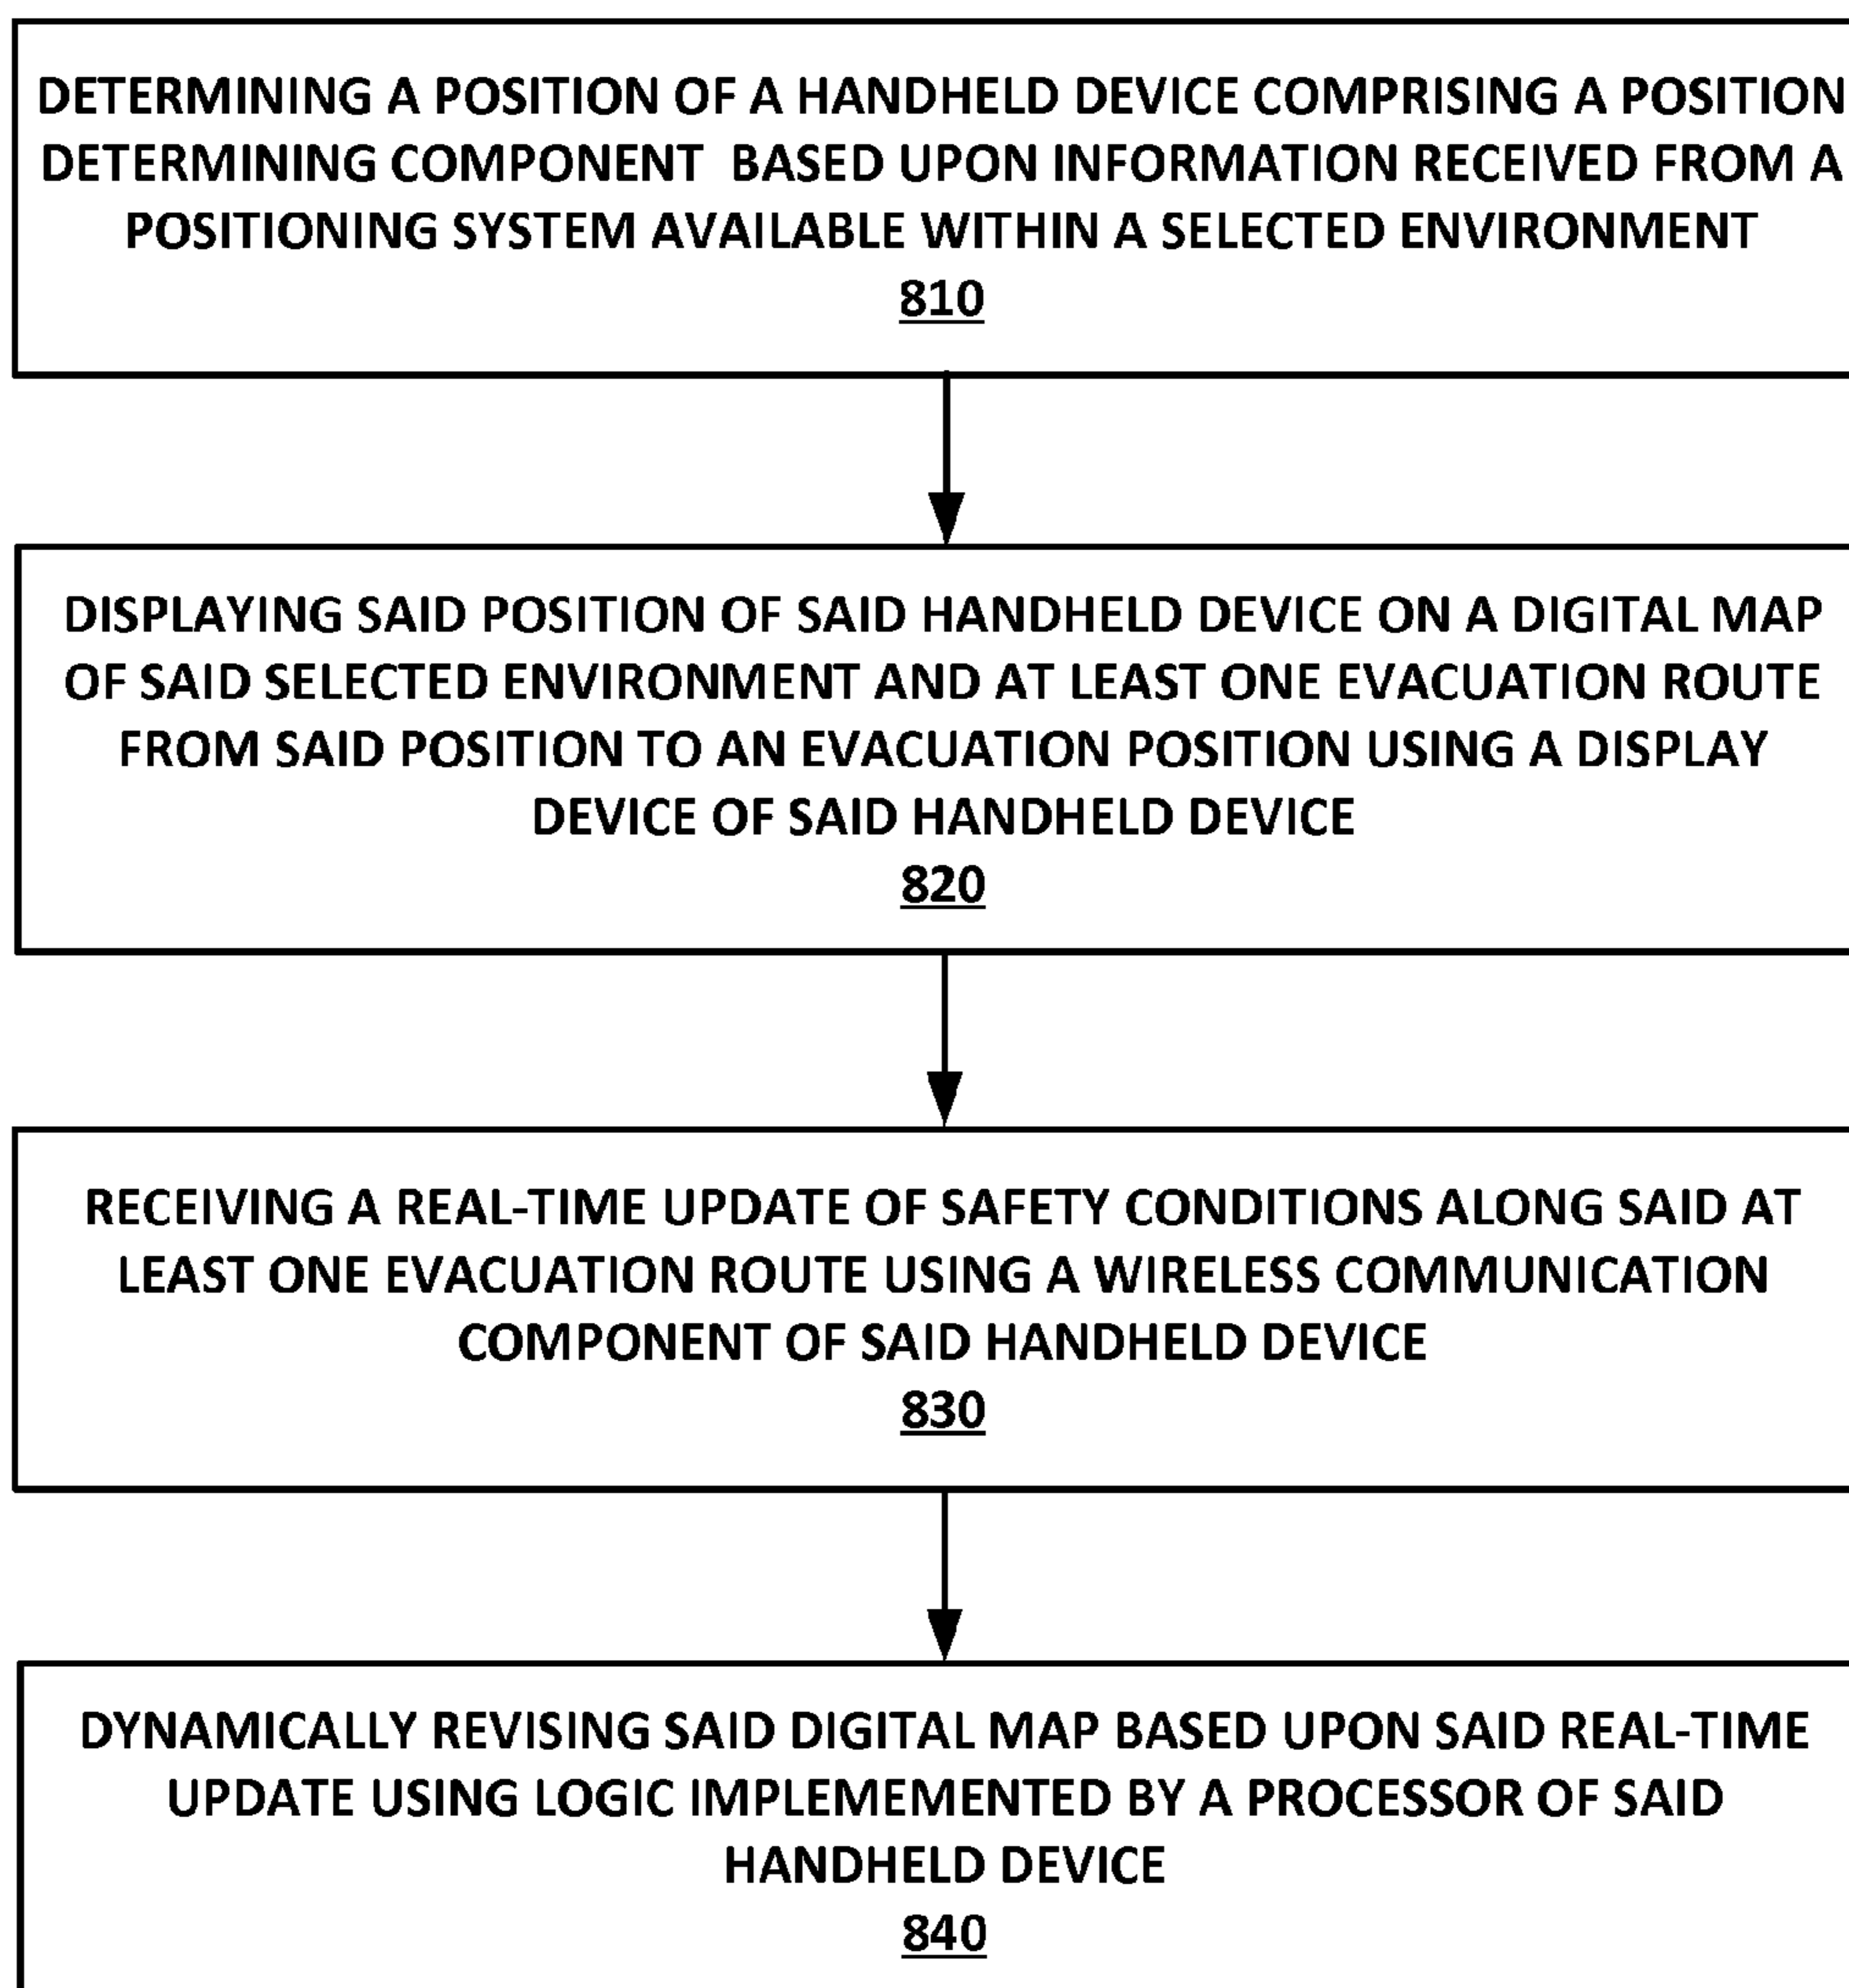 DETERMINING A POSITION OF A HANDHELD DEVICE COMPRISING A POSITION
DETERMINING COMPONENT BASED UPON INFORMATION RECEIVED FROM A
POSITIONING SYSTEM AVAILABLE WITHIN A SELECTED ENVIRONMENT
810
DISPLAYING SAID POSITION OF SAID HANDHELD DEVICE ON A DIGITAL MAP
OF SAID SELECTED ENVIRONMENT AND AT LEAST ONE EVACUATION ROUTE
FROM SAID POSITION TO AN EVACUATION POSITION USING A DISPLAY
DEVICE OF SAID HANDHELD DEVICE
820
RECEIVING A REAL-TIME UPDATE OF SAFETY CONDITIONS ALONG SAID AT
LEAST ONE EVACUATION ROUTE USING A WIRELESS COMMUNICATION
COMPONENT OF SAID HANDHELD DEVICE
830
DYNAMICALLY REVISING SAID DIGITAL MAP BASED UPON SAID REAL-TIME
UPDATE USING LOGIC IMPLEMEMENTED BY A PROCESSOR OF SAID
HANDHELD DEVICE
840